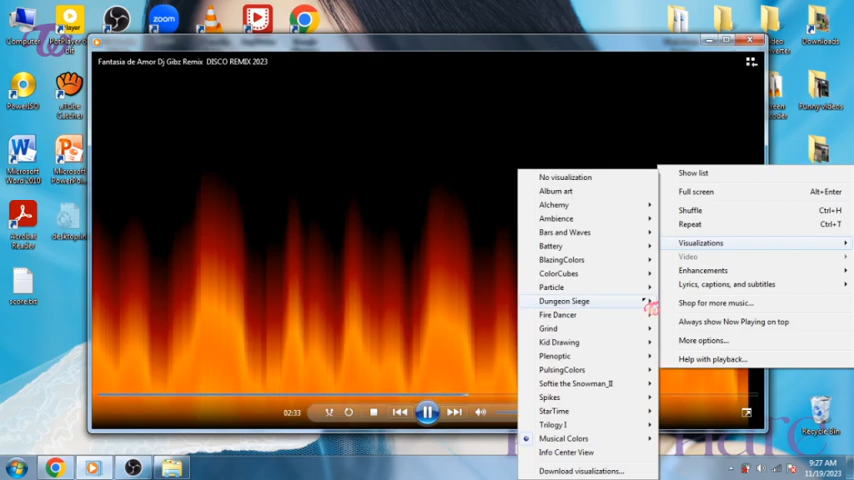 Computer
PotPlayer 64 bit
zoom
Downloads
PowerISO
aTube Catcher
Funny videos
Microsoft Word 2010
Microsoft PowerPoi...
Acrobat Reader
score.txt
Recycle Bin
Fantasia de Amor Dj Gibz Remix DISCO REMIX 2023
02:33
No visualization
Album art
Alchemy
Ambience
Bars and Waves
Battery
BlazingColors
ColorCubes
Particle
Dungeon Siege
Fire Dancer
Grind
Kid Drawing
Plenoptic
PulsingColors
Softie the Snowman_II
Spikes
StarTime
Trilogy I
Musical Colors
Info Center View
Download visualizations...
Show list
Full screen Alt+Enter
Shuffle Ctrl+H
Repeat Ctrl+T
Visualizations
Video
Enhancements
Lyrics, captions, and subtitles
Shop for more music...
Always show Now Playing on top
More options...
Help with playback...
9:27 AM
11/19/2023